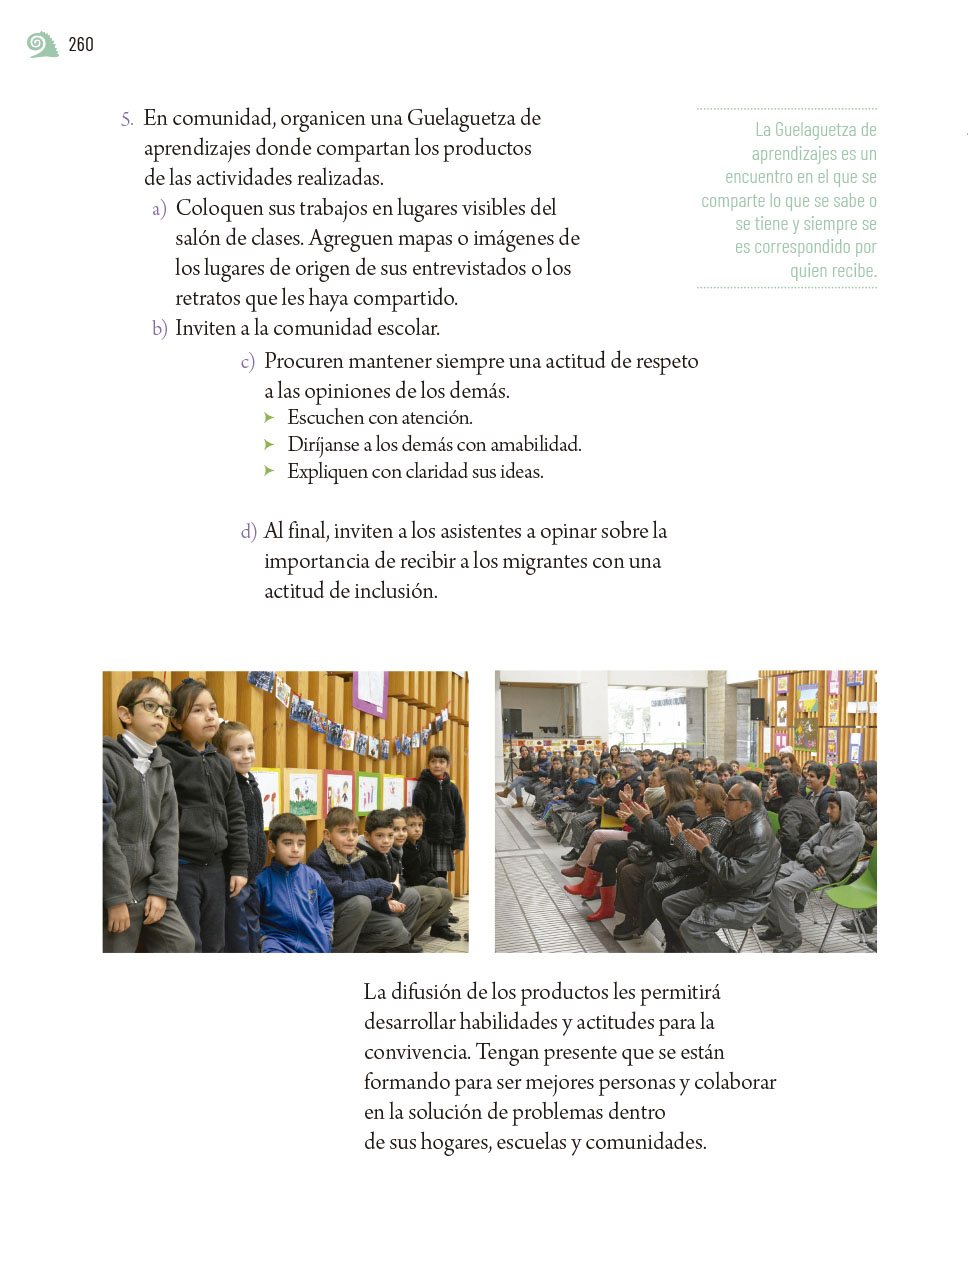 260
5. En comunidad, organicen una Guelaguetza de
aprendizajes donde compartan los productos
de las actividades realizadas.
a) Coloquen sus trabajos en lugares visibles del
salón de clases. Agreguen mapas o imágenes de
los lugares de origen de sus entrevistados o los
retratos que les haya compartido.
b) Inviten a la comunidad escolar.
c) Procuren mantener siempre una actitud de respeto
a las opiniones de los demás.
➤ Escuchen con atención.
➤ Diríjanse a los demás con amabilidad.
➤ Expliquen con claridad sus ideas.
d) Al final, inviten a los asistentes a opinar sobre la
importancia de recibir a los migrantes con una
actitud de inclusión.
La Guelaguetza de
aprendizajes es un
encuentro en el que se
comparte lo que se sabe o
se tiene y siempre se
es correspondido por
quien recibe.
La difusión de los productos les permitirá
desarrollar habilidades y actitudes para la
convivencia. Tengan presente que se están
formando para ser mejores personas y colaborar
en la solución de problemas dentro
de sus hogares, escuelas y comunidades.